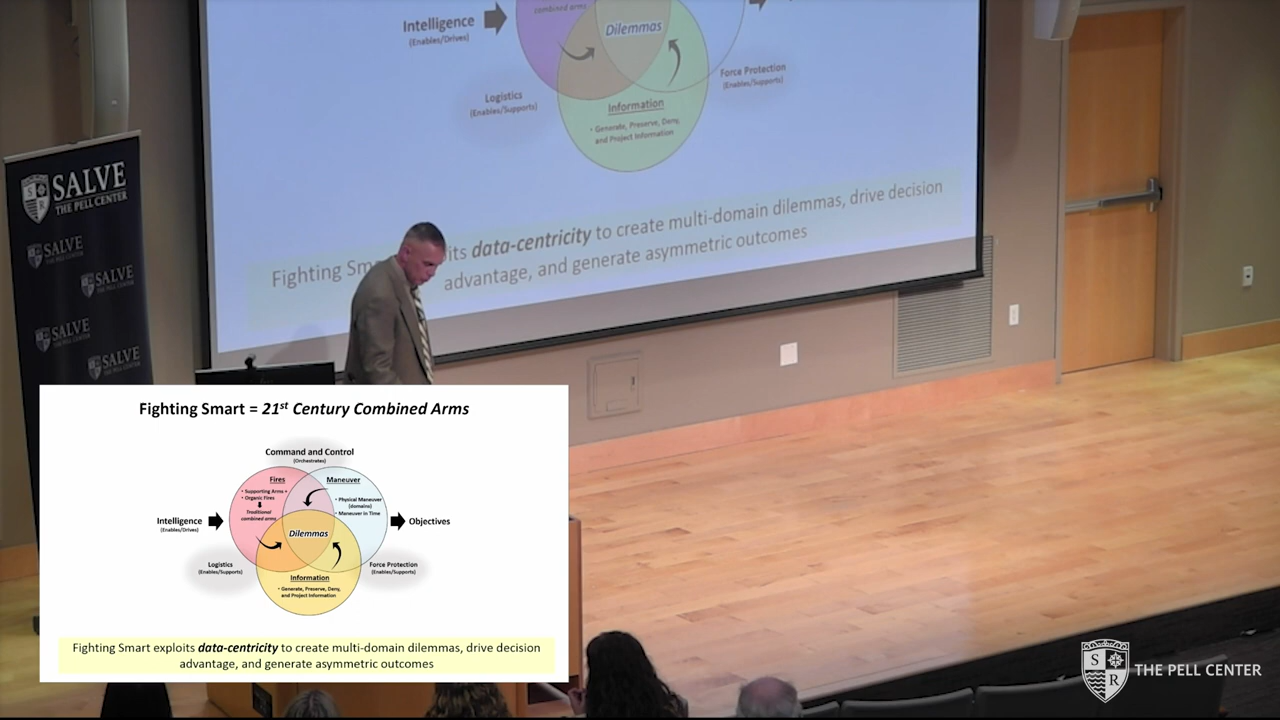 Intelligence
(Enables/Drives)
combined arms
Dilemmas
Logistics
(Enables/Supports)
Force Protection
(Enables/Supports)
Information
• Generate, Preserve, Deny,
and Project Information
Fighting Sm its data-centricity to create multi-domain dilemmas, drive decision
advantage, and generate asymmetric outcomes
S R
SALVE
THE PELL CENTER
SALVE
THE PELL CENTER
SALVE
THE PELL CENTER
SALVE
THE PELL CENTER
SALVE
THE PELL CENTER
Fighting Smart = 21st Century Combined Arms
Command and Control
(Orchestrates)
Fires
• Supporting Arms +
• Organic Fires
Traditional
combined arms
Maneuver
• Physical Maneuver
(domains)
• Maneuver in Time
Intelligence
(Enables/Drives)
Objectives
Dilemmas
Logistics
(Enables/Supports)
Force Protection
(Enables/Supports)
Information
• Generate, Preserve, Deny,
and Project Information
Fighting Smart exploits data-centricity to create multi-domain dilemmas, drive decision
advantage, and generate asymmetric outcomes
S R
THE PELL CENTER